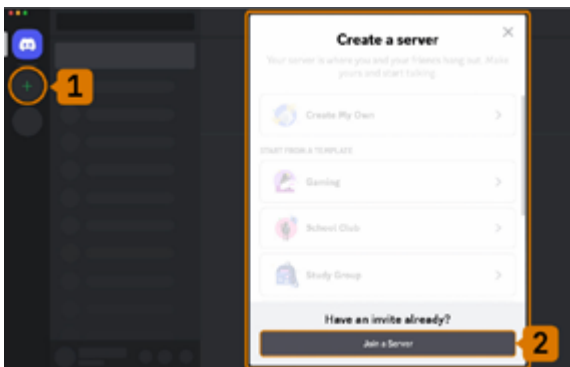 1
Create a server
Your server is where you and your friends hang out. Make
yours and start talking.
Create My Own
START FROM A TEMPLATE
Gaming
School Club
Study Group
Have an invite already?
Join a Server
2